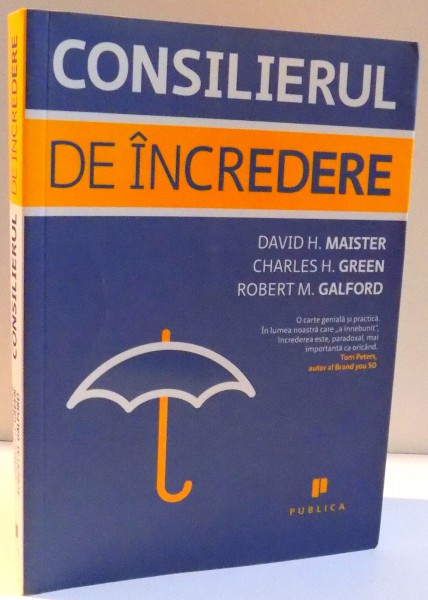 CONSILIERUL
DE ÎNCREDERE
DAVID H. MAISTER
CHARLES H. GREEN
ROBERT M. GALFORD
O carte genială și practică.
În lumea noastră care „a înnebunit”,
încrederea este, paradoxal, mai
importantă ca oricând.
Tom Peters,
autor al Brand you 50
PUBLICA
CONSILIERUL DE ÎNCREDERE